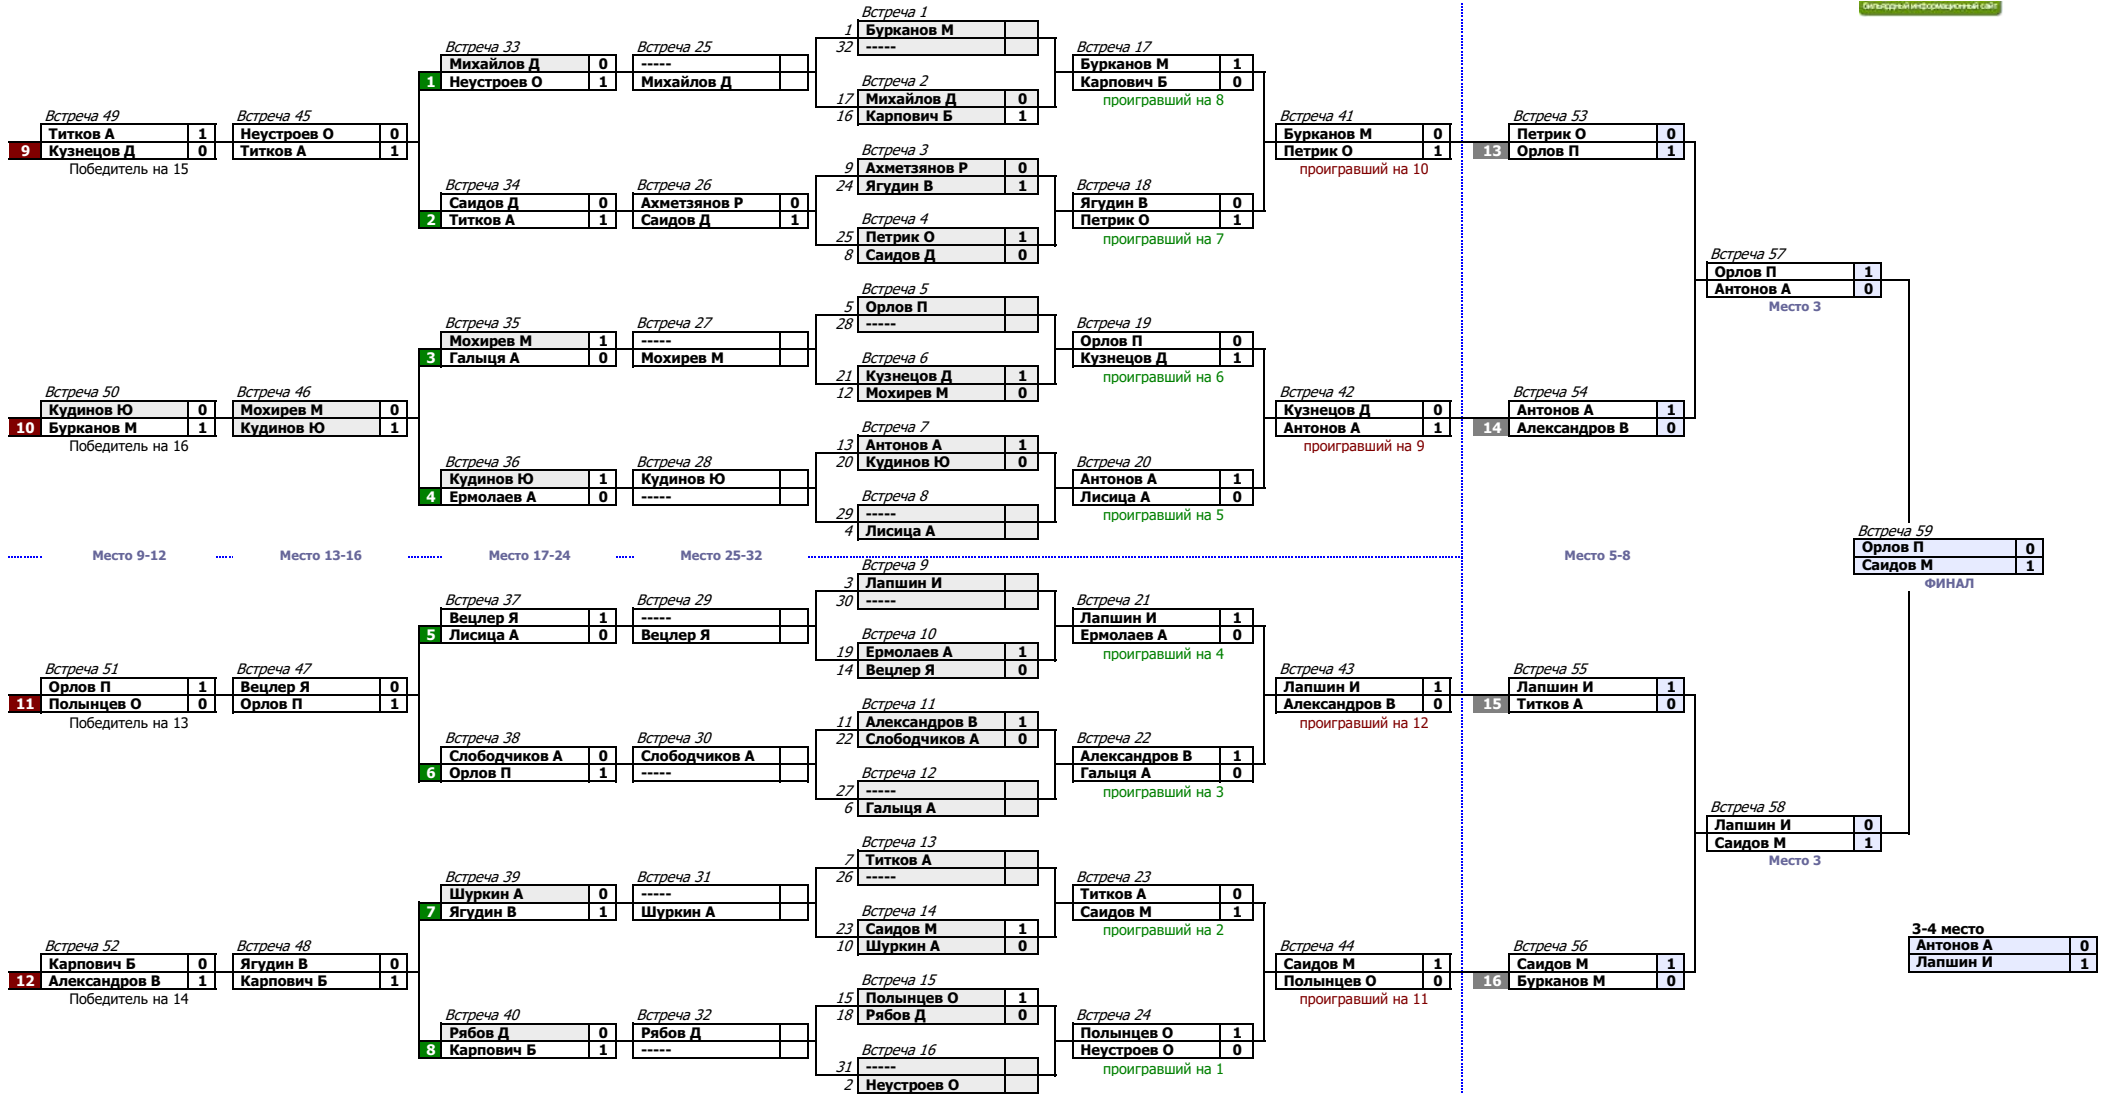 бильярдный информационный сайт
Встреча 49
Титков А 1
9 Кузнецов Д 0
Победитель на 15
Встреча 50
Кудинов Ю 0
10 Бурканов М 1
Победитель на 16
Место 9-12
Встреча 51
Орлов П 1
11 Полынцев О 0
Победитель на 13
Встреча 52
Карпович Б 0
12 Александров В 1
Победитель на 14
Встреча 45
Неустроев О 0
Титков А 1
Встреча 46
Мохирев М 0
Кудинов Ю 1
Место 13-16
Встреча 47
Вецлер Я 0
Орлов П 1
Встреча 48
Ягудин В 0
Карпович Б 1
Встреча 33
Михайлов Д 0
1 Неустроев О 1
Встреча 34
Саидов Д 0
2 Титков А 1
Встреча 35
Мохирев М 1
3 Галыця А 0
Встреча 36
Кудинов Ю 1
4 Ермолаев А 0
Место 17-24
Встреча 37
Вецлер Я 1
5 Лисица А 0
Встреча 38
Слободчиков А 0
6 Орлов П 1
Встреча 39
Шуркин А 0
7 Ягудин В 1
Встреча 40
Рябов Д 0
8 Карпович Б 1
Встреча 25
-----
Михайлов Д
Встреча 26
Ахметзянов Р 0
Саидов Д 1
Встреча 27
-----
Мохирев М
Встреча 28
Кудинов Ю
-----
Место 25-32
Встреча 29
-----
Вецлер Я
Встреча 30
Слободчиков А
-----
Встреча 31
-----
Шуркин А
Встреча 32
Рябов Д
-----
Встреча 1
1 Бурканов М
32 -----
Встреча 2
17 Михайлов Д 0
16 Карпович Б 1
Встреча 3
9 Ахметзянов Р 0
24 Ягудин В 1
Встреча 4
25 Петрик О 1
8 Саидов Д 0
Встреча 5
5 Орлов П
28 -----
Встреча 6
21 Кузнецов Д 1
12 Мохирев М 0
Встреча 7
13 Антонов А 1
20 Кудинов Ю 0
Встреча 8
29 -----
4 Лисица А
Встреча 9
3 Лапшин И
30 -----
Встреча 10
19 Ермолаев А 1
14 Вецлер Я 0
Встреча 11
11 Александров В 1
22 Слободчиков А 0
Встреча 12
27 -----
6 Галыця А
Встреча 13
7 Титков А
26 -----
Встреча 14
23 Саидов М 1
10 Шуркин А 0
Встреча 15
15 Полынцев О 1
18 Рябов Д 0
Встреча 16
31 -----
2 Неустроев О
Встреча 17
Бурканов М 1
Карпович Б 0
проигравший на 8
Встреча 18
Ягудин В 0
Петрик О 1
проигравший на 7
Встреча 19
Орлов П 0
Кузнецов Д 1
проигравший на 6
Встреча 20
Антонов А 1
Лисица А 0
проигравший на 5
Встреча 21
Лапшин И 1
Ермолаев А 0
проигравший на 4
Встреча 22
Александров В 1
Галыця А 0
проигравший на 3
Встреча 23
Титков А 0
Саидов М 1
проигравший на 2
Встреча 24
Полынцев О 1
Неустроев О 0
проигравший на 1
Встреча 41
Бурканов М 0
Петрик О 1
проигравший на 10
Встреча 42
Кузнецов Д 0
Антонов А 1
проигравший на 9
Встреча 43
Лапшин И 1
Александров В 0
проигравший на 12
Встреча 44
Саидов М 1
Полынцев О 0
проигравший на 11
Встреча 53
Петрик О 0
13 Орлов П 1
Встреча 54
Антонов А 1
14 Александров В 0
Место 5-8
Встреча 55
Лапшин И 1
15 Титков А 0
Встреча 56
Саидов М 1
16 Бурканов М 0
Встреча 57
Орлов П 1
Антонов А 0
Место 3
Встреча 58
Лапшин И 0
Саидов М 1
Место 3
Встреча 59
Орлов П 0
Саидов М 1
ФИНАЛ
3-4 место
Антонов А 0
Лапшин И 1